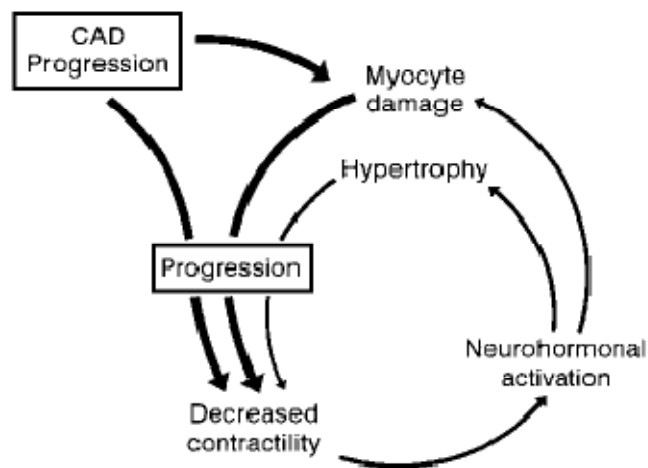 CAD
Progression
Myocyte
damage
Hypertrophy
Progression
Neurohormonal
activation
Decreased
contractility